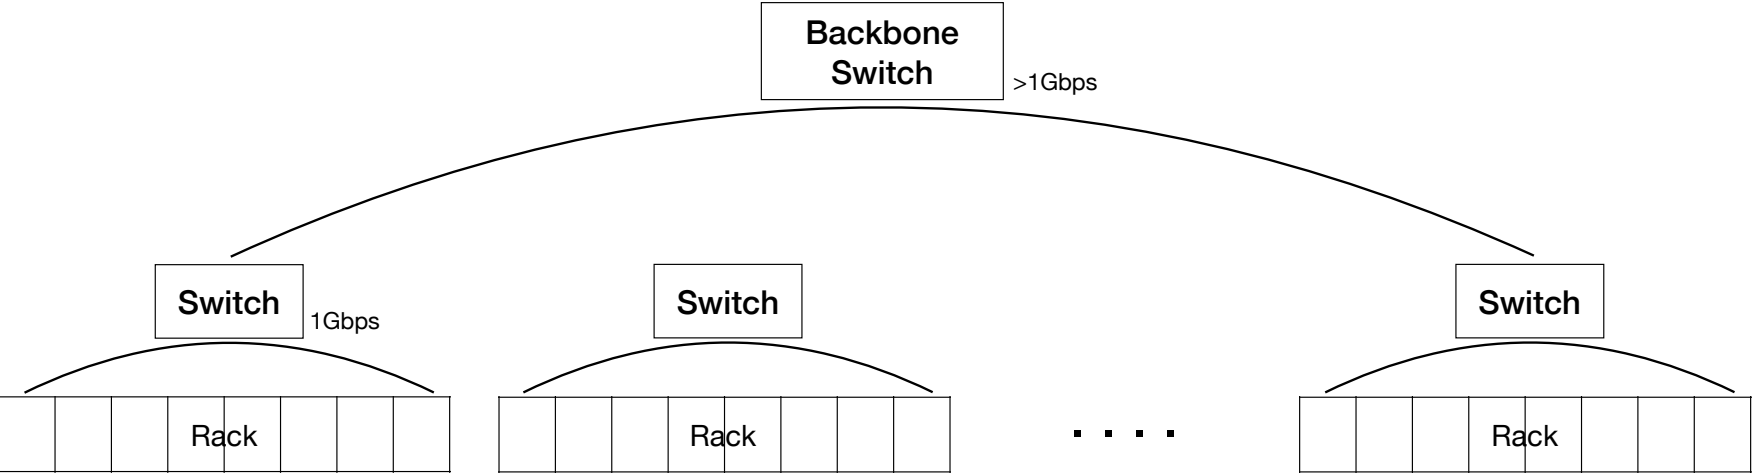 Backbone
Switch
>1Gbps
Switch
1Gbps
Switch
Switch
Rack
Rack
. . . .
Rack